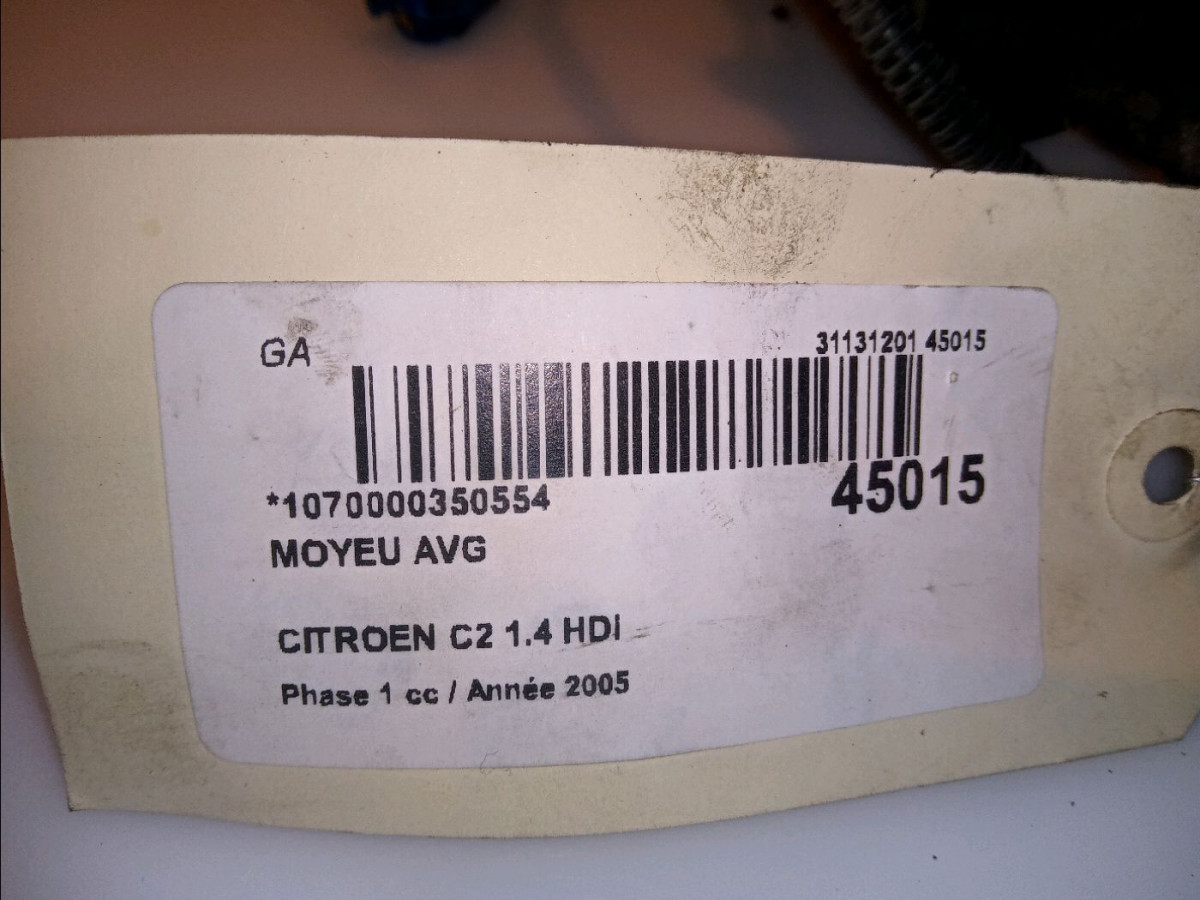 GA
31131201 45015
*1070000350554
45015
MOYEU AVG
CITROEN C2 1.4 HDI
Phase 1 cc / Année 2005